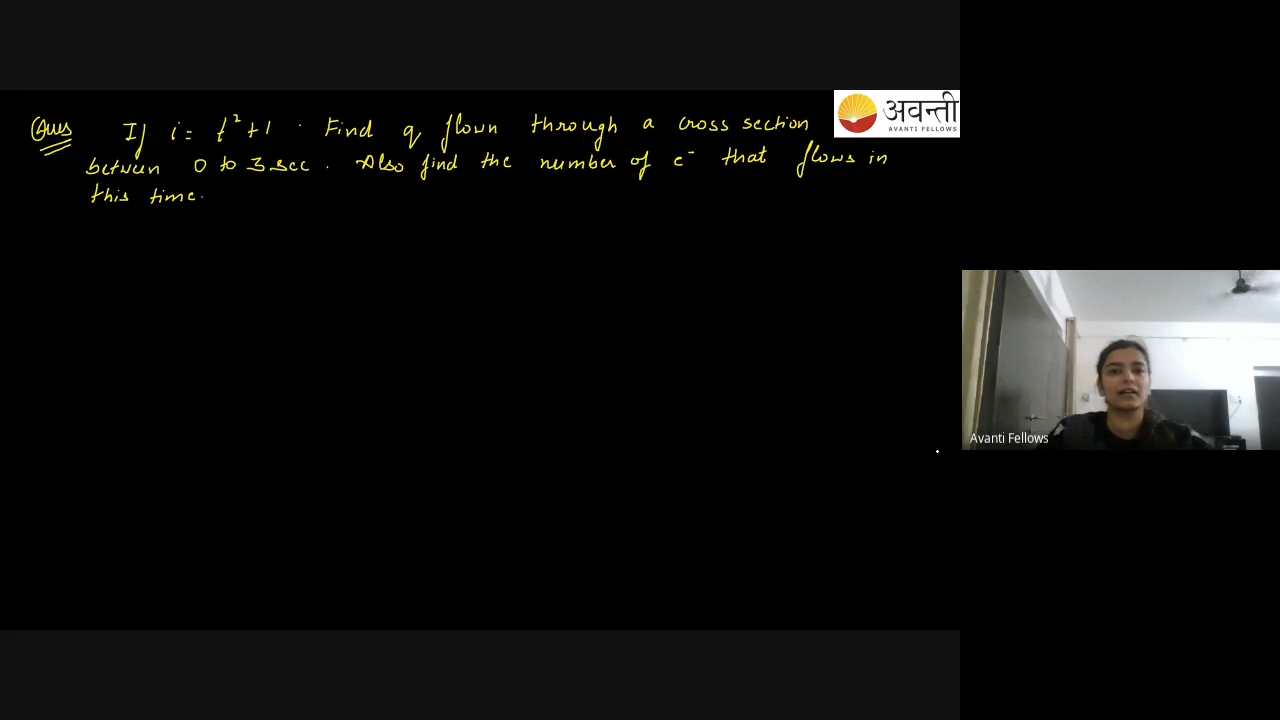 Ques If i = t²+1 . Find q flown through a cross section
between 0 to 3 sec . Also find the number of e⁻ that flows in
this time.
अवन्ती
AVANTI FELLOWS
Avanti Fellows